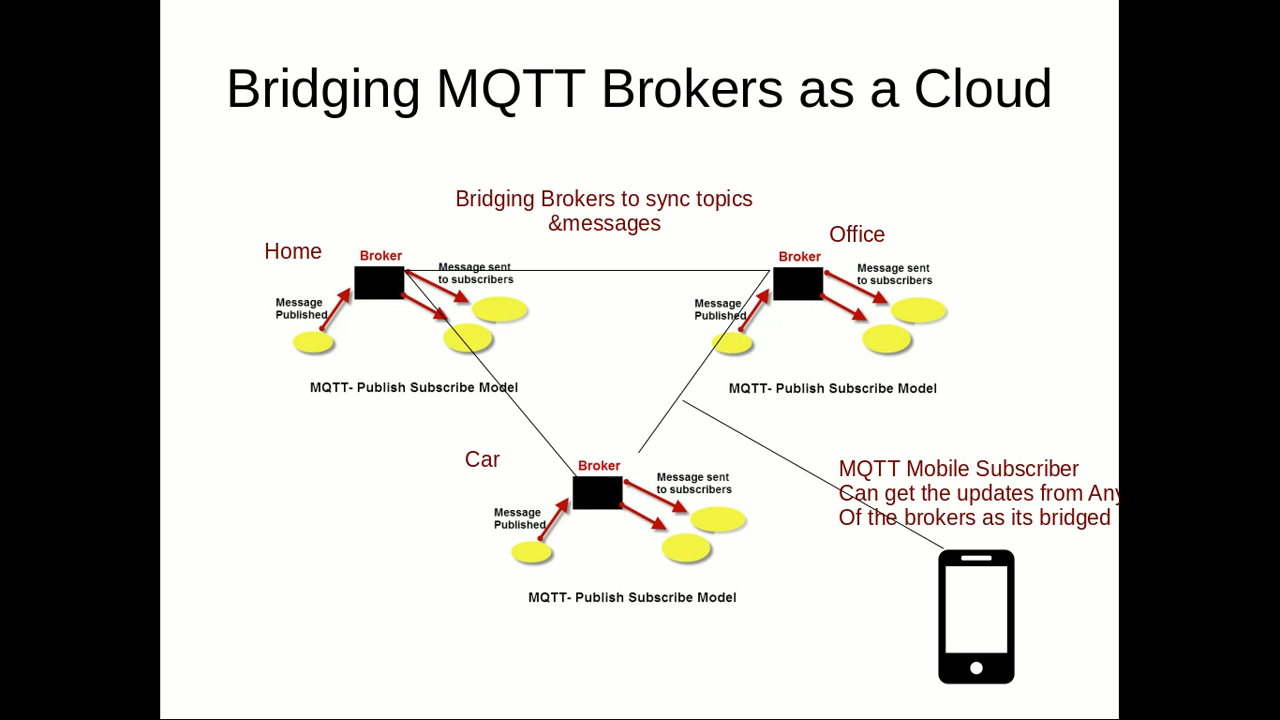 Bridging MQTT Brokers as a Cloud
Bridging Brokers to sync topics
&messages
Home
Broker
Message sent
to subscribers
Message
Published
MQTT- Publish Subscribe Model
Office
Broker
Message sent
to subscribers
Message
Published
MQTT- Publish Subscribe Model
Car
Broker
Message sent
to subscribers
Message
Published
MQTT- Publish Subscribe Model
MQTT Mobile Subscriber
Can get the updates from Any
Of the brokers as its bridged